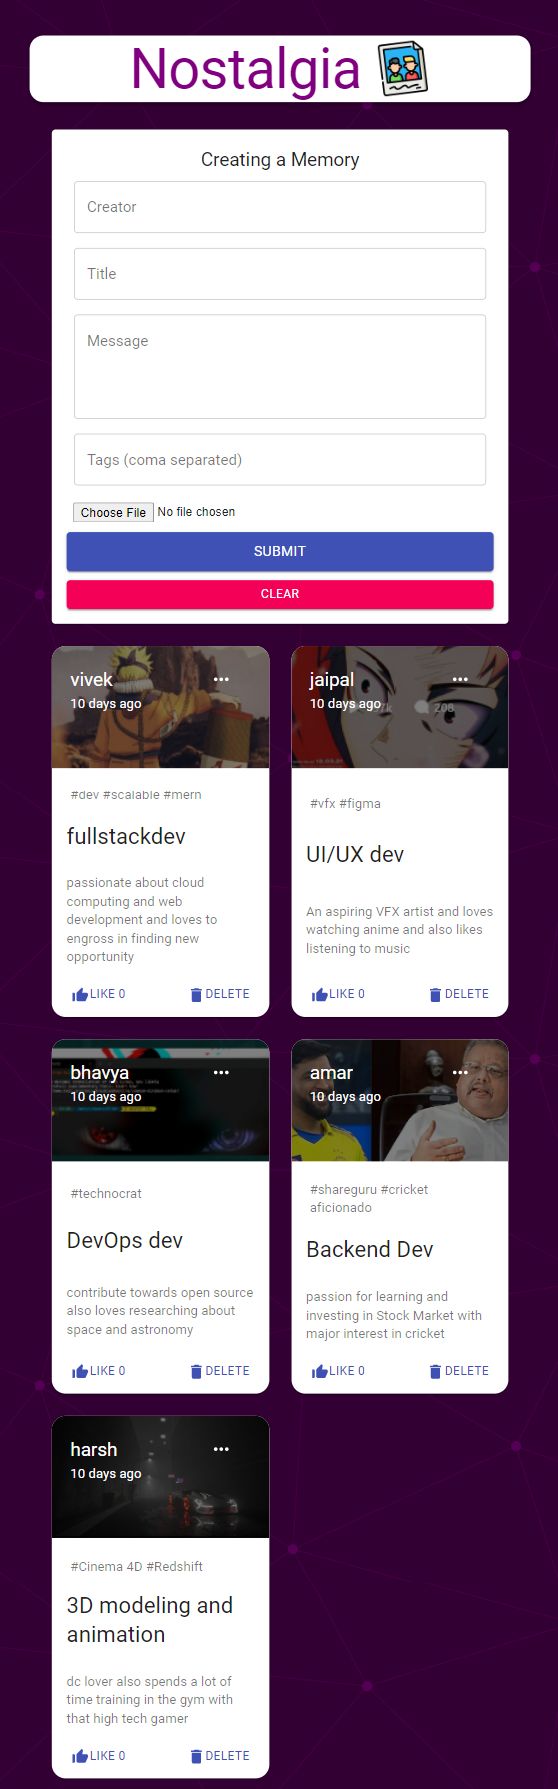 Nostalgia
Creating a Memory
Creator
Title
Message
Tags (coma separated)
Choose File No file chosen
SUBMIT
CLEAR
vivek
10 days ago
#dev #scalable #mern
fullstackdev
passionate about cloud
computing and web
development and loves to
engross in finding new
opportunity
LIKE 0
DELETE
jaipal
10 days ago
208
#vfx #figma
UI/UX dev
An aspiring VFX artist and loves
watching anime and also likes
listening to music
LIKE 0
DELETE
bhavya
10 days ago
#technocrat
DevOps dev
contribute towards open source
also loves researching about
space and astronomy
LIKE 0
DELETE
amar
10 days ago
#shareguru #cricket
aficionado
Backend Dev
passion for learning and
investing in Stock Market with
major interest in cricket
LIKE 0
DELETE
harsh
10 days ago
#Cinema 4D #Redshift
3D modeling and
animation
dc lover also spends a lot of
time training in the gym with
that high tech gamer
LIKE 0
DELETE